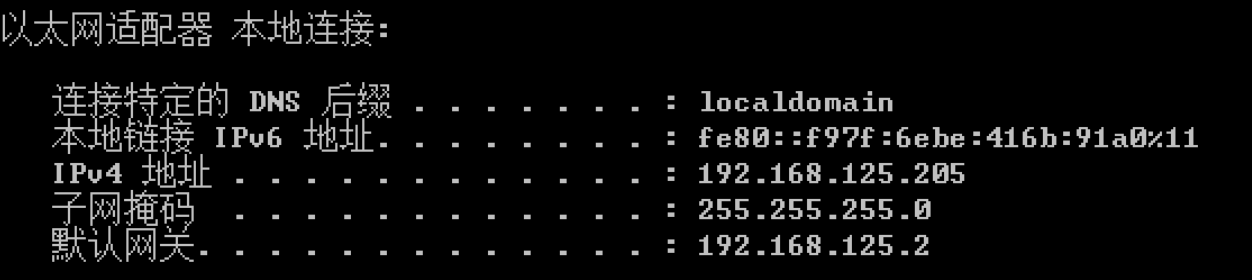 以太网适配器 本地连接:
连接特定的 DNS 后缀 . . . . . . . : localdomain
本地链接 IPv6 地址. . . . . . . . : fe80::f97f:6ebe:416b:91a0%11
IPv4 地址 . . . . . . . . . . . . : 192.168.125.205
子网掩码  . . . . . . . . . . . . : 255.255.255.0
默认网关. . . . . . . . . . . . . : 192.168.125.2